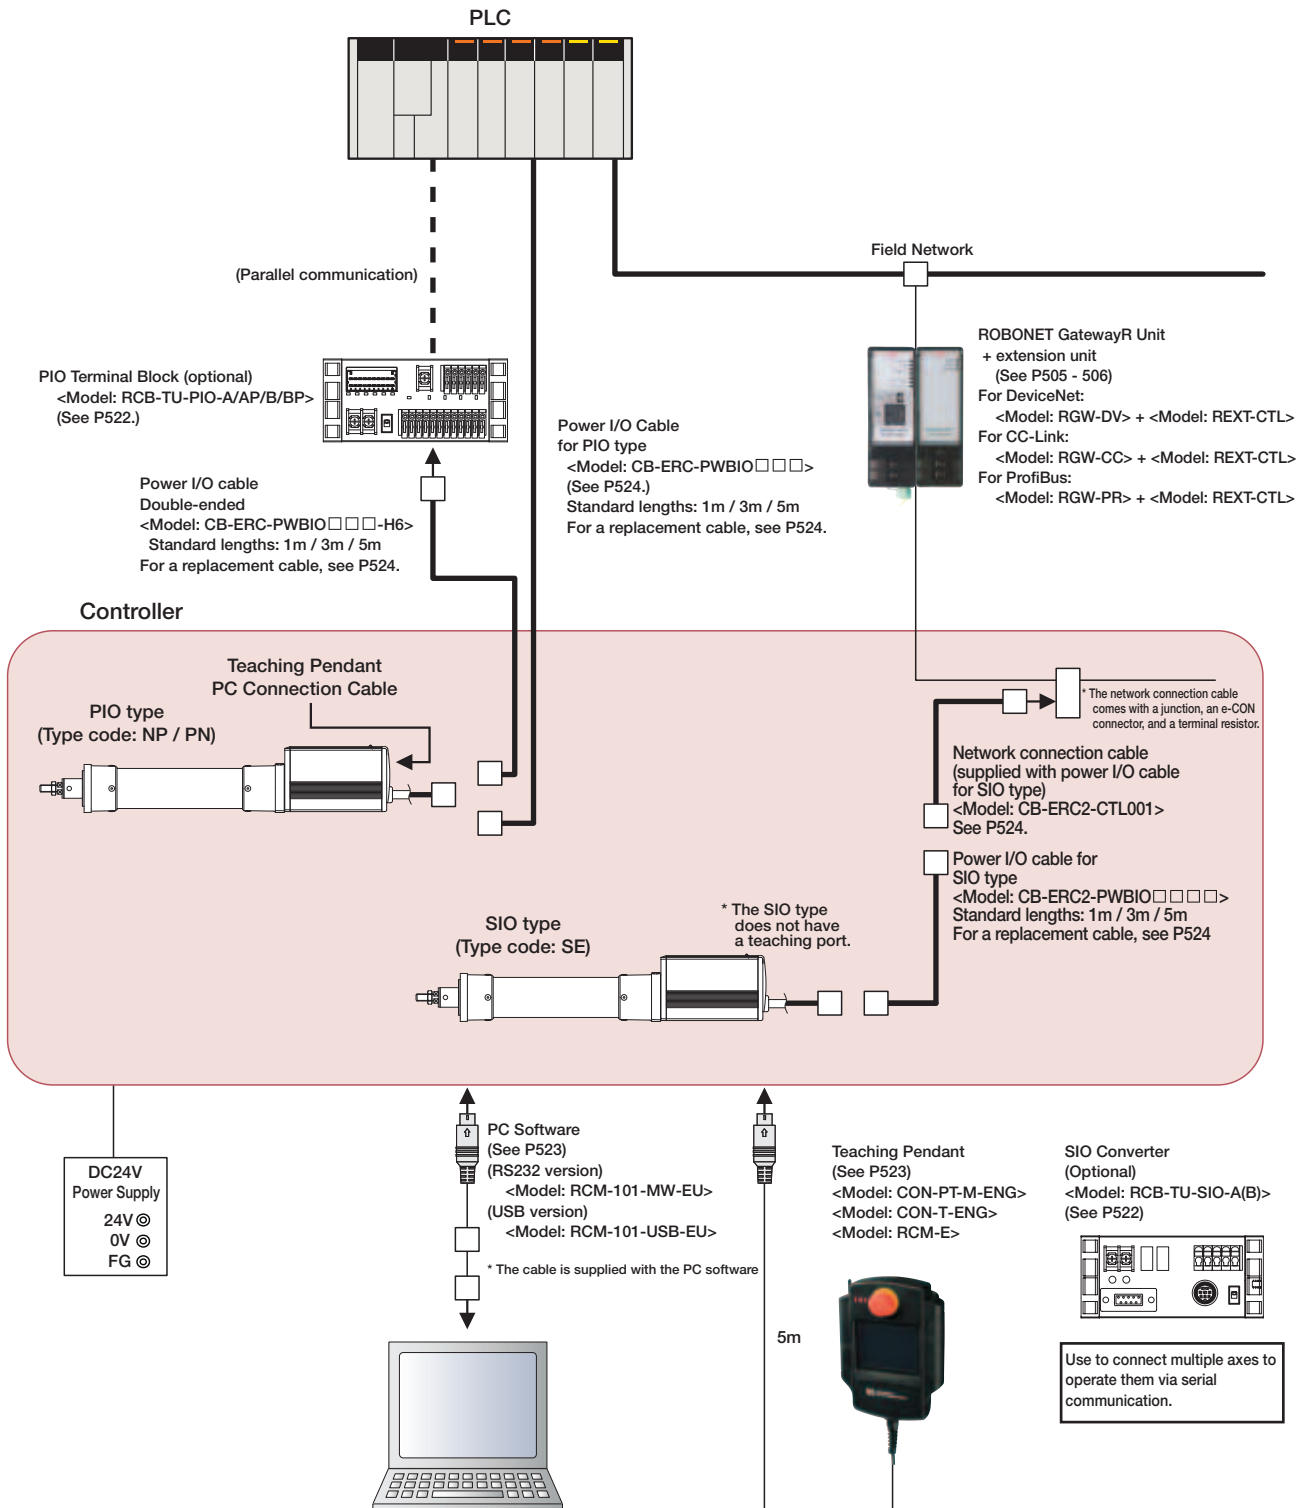 PLC
(Parallel communication)
Field Network
PIO Terminal Block (optional)
<Model: RCB-TU-PIO-A/AP/B/BP>
(See P522.)
Power I/O cable
Double-ended
<Model: CB-ERC-PWBIO□□□-H6>
Standard lengths: 1m / 3m / 5m
For a replacement cable, see P524.
Power I/O Cable
for PIO type
<Model: CB-ERC-PWBIO□□□>
(See P524.)
Standard lengths: 1m / 3m / 5m
For a replacement cable, see P524.
ROBONET GatewayR Unit
+ extension unit
(See P505 - 506)
For DeviceNet:
<Model: RGW-DV> + <Model: REXT-CTL>
For CC-Link:
<Model: RGW-CC> + <Model: REXT-CTL>
For ProfiBus:
<Model: RGW-PR> + <Model: REXT-CTL>
Controller
Teaching Pendant
PC Connection Cable
PIO type
(Type code: NP / PN)
* The network connection cable
comes with a junction, an e-CON
connector, and a terminal resistor.
Network connection cable
(supplied with power I/O cable
for SIO type)
<Model: CB-ERC2-CTL001>
See P524.
Power I/O cable for
SIO type
<Model: CB-ERC2-PWBIO□□□□>
Standard lengths: 1m / 3m / 5m
For a replacement cable, see P524
SIO type
(Type code: SE)
* The SIO type
does not have
a teaching port.
DC24V
Power Supply
24V
0V
FG
PC Software
(See P523)
(RS232 version)
<Model: RCM-101-MW-EU>
(USB version)
<Model: RCM-101-USB-EU>
* The cable is supplied with the PC software
5m
Teaching Pendant
(See P523)
<Model: CON-PT-M-ENG>
<Model: CON-T-ENG>
<Model: RCM-E>
SIO Converter
(Optional)
<Model: RCB-TU-SIO-A(B)>
(See P522)
Use to connect multiple axes to
operate them via serial
communication.